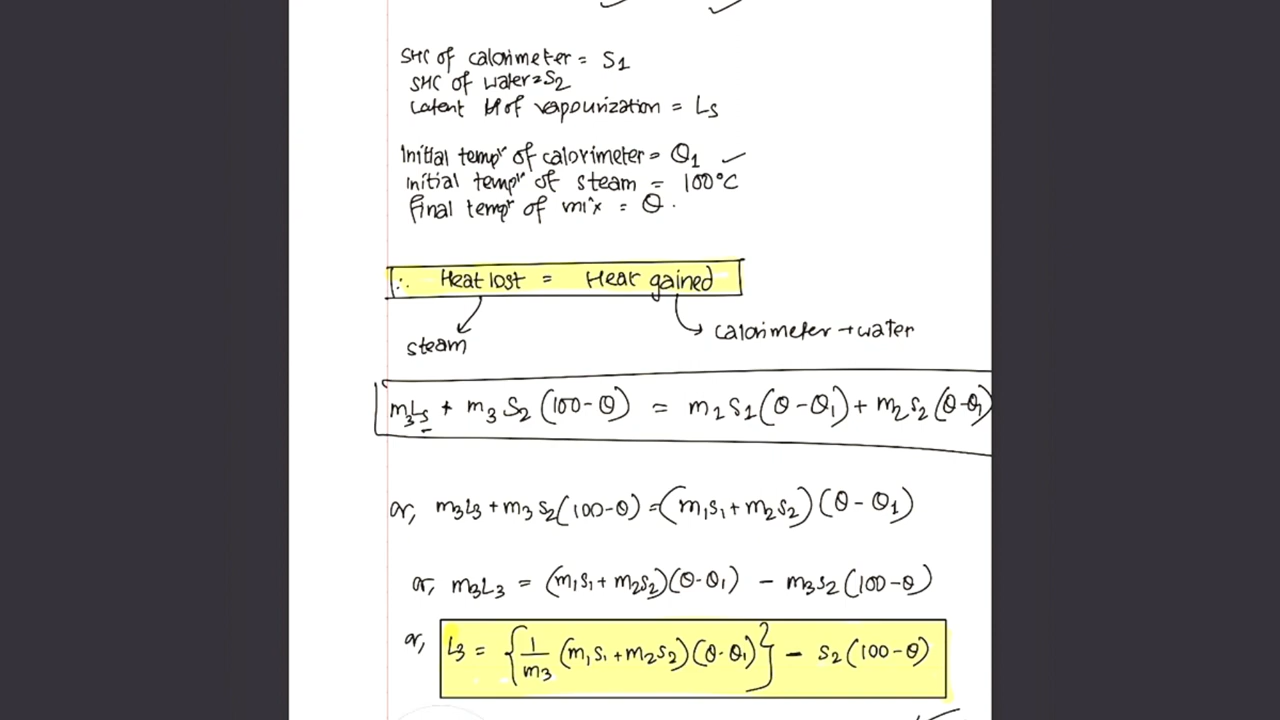 SHC of calorimeter = S1
SHC of water = S2
Latent H of vapourization = Ls
Initial tempr of calorimeter = θ1 ✓
Initial tempr of steam = 100°C
final tempr of mix = θ.
∴ Heat lost = Heat gained
steam
calorimeter → water
m3Ls + m3 S2 (100 - θ) = m1 S1 (θ - θ1) + m2 s2 (θ - θ1)
or, m3L3 + m3 s2 (100 - θ) = (m1s1 + m2s2) (θ - θ1)
or, m3L3 = (m1s1 + m2s2)(θ - θ1) - m3s2 (100 - θ)
or, L3 = {1/m3 (m1s1 + m2s2) (θ - θ1)} - s2 (100 - θ)